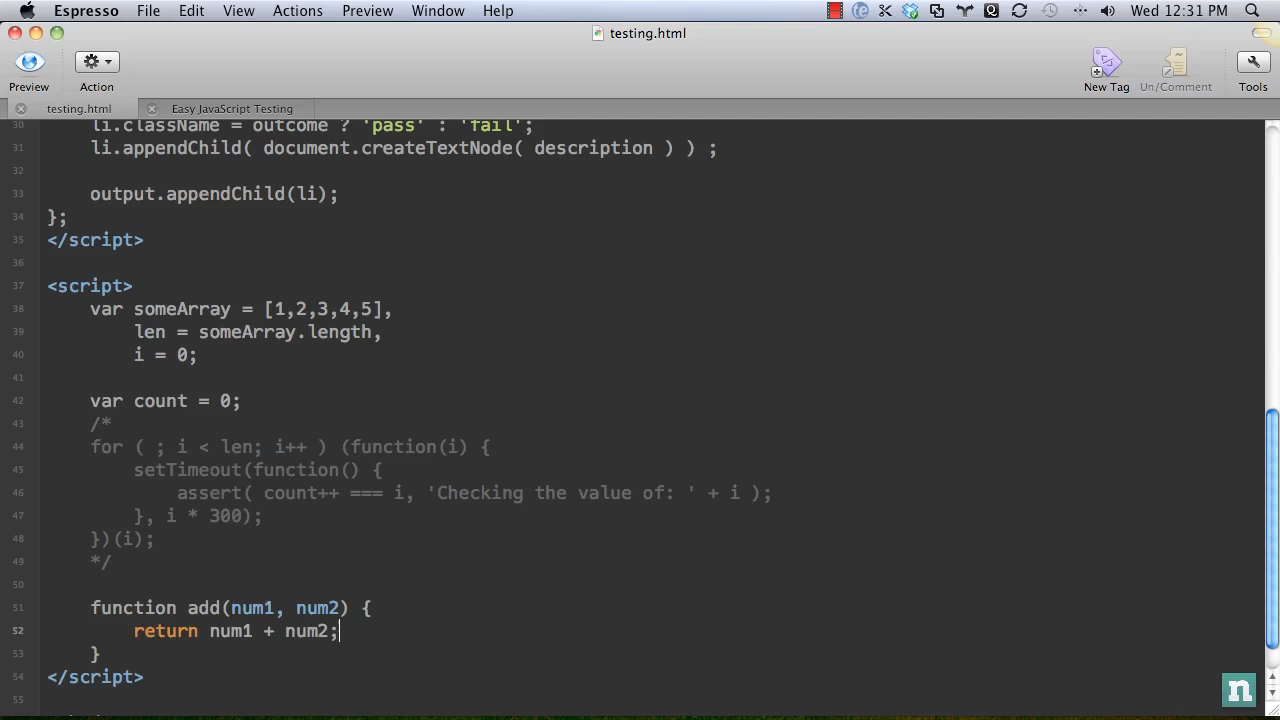 Espresso File Edit View Actions Preview Window Help Wed 12:31 PM
testing.html
Preview Action New Tag Un/Comment Tools
testing.html Easy JavaScript Testing
30 li.className = outcome ? 'pass' : 'fail';
31 li.appendChild( document.createTextNode( description ) ) ;
32
33 output.appendChild(li);
34 };
35 </script>
36
37 <script>
38 var someArray = [1,2,3,4,5],
39 len = someArray.length,
40 i = 0;
41
42 var count = 0;
43 /*
44 for ( ; i < len; i++ ) (function(i) {
45 setTimeout(function() {
46 assert( count++ === i, 'Checking the value of: ' + i );
47 }, i * 300);
48 })(i);
49 */
50
51 function add(num1, num2) {
52 return num1 + num2;
53 }
54 </script>
55
n